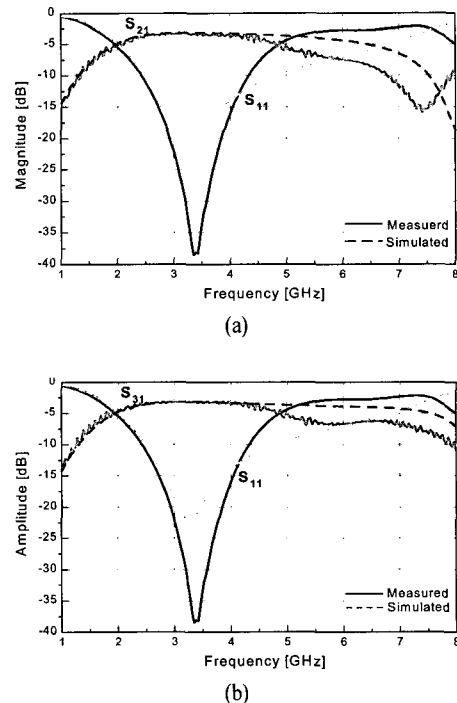 0
-5
-10
-15
-20
-25
-30
-35
-40
Magnitude [dB]
S21
S11
Measuerd
Simulated
1 2 3 4 5 6 7 8
Frequency [GHz]
(a)
0
-5
-10
-15
-20
-25
-30
-35
-40
Amplitude [dB]
S31
S11
Measured
Simulated
1 2 3 4 5 6 7 8
Frequency [GHz]
(b)